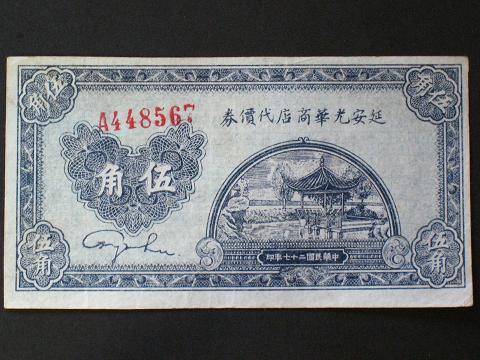 伍角
角伍
A448567
券價代店商華光安延
角伍
伍角
伍角
印年七十二國民華中